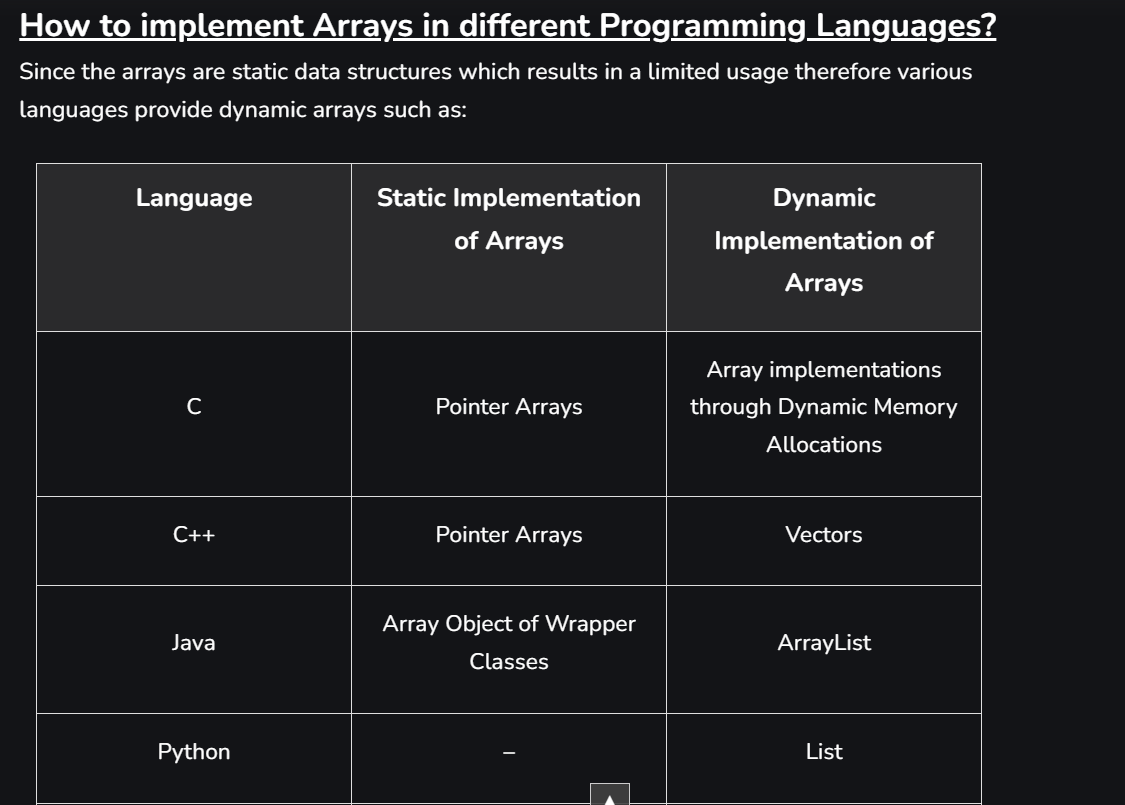 How to implement Arrays in different Programming Languages?
Since the arrays are static data structures which results in a limited usage therefore various
languages provide dynamic arrays such as:
Language
Static Implementation
of Arrays
Dynamic
Implementation of
Arrays
C
Pointer Arrays
Array implementations
through Dynamic Memory
Allocations
C++
Pointer Arrays
Vectors
Java
Array Object of Wrapper
Classes
ArrayList
Python
–
List